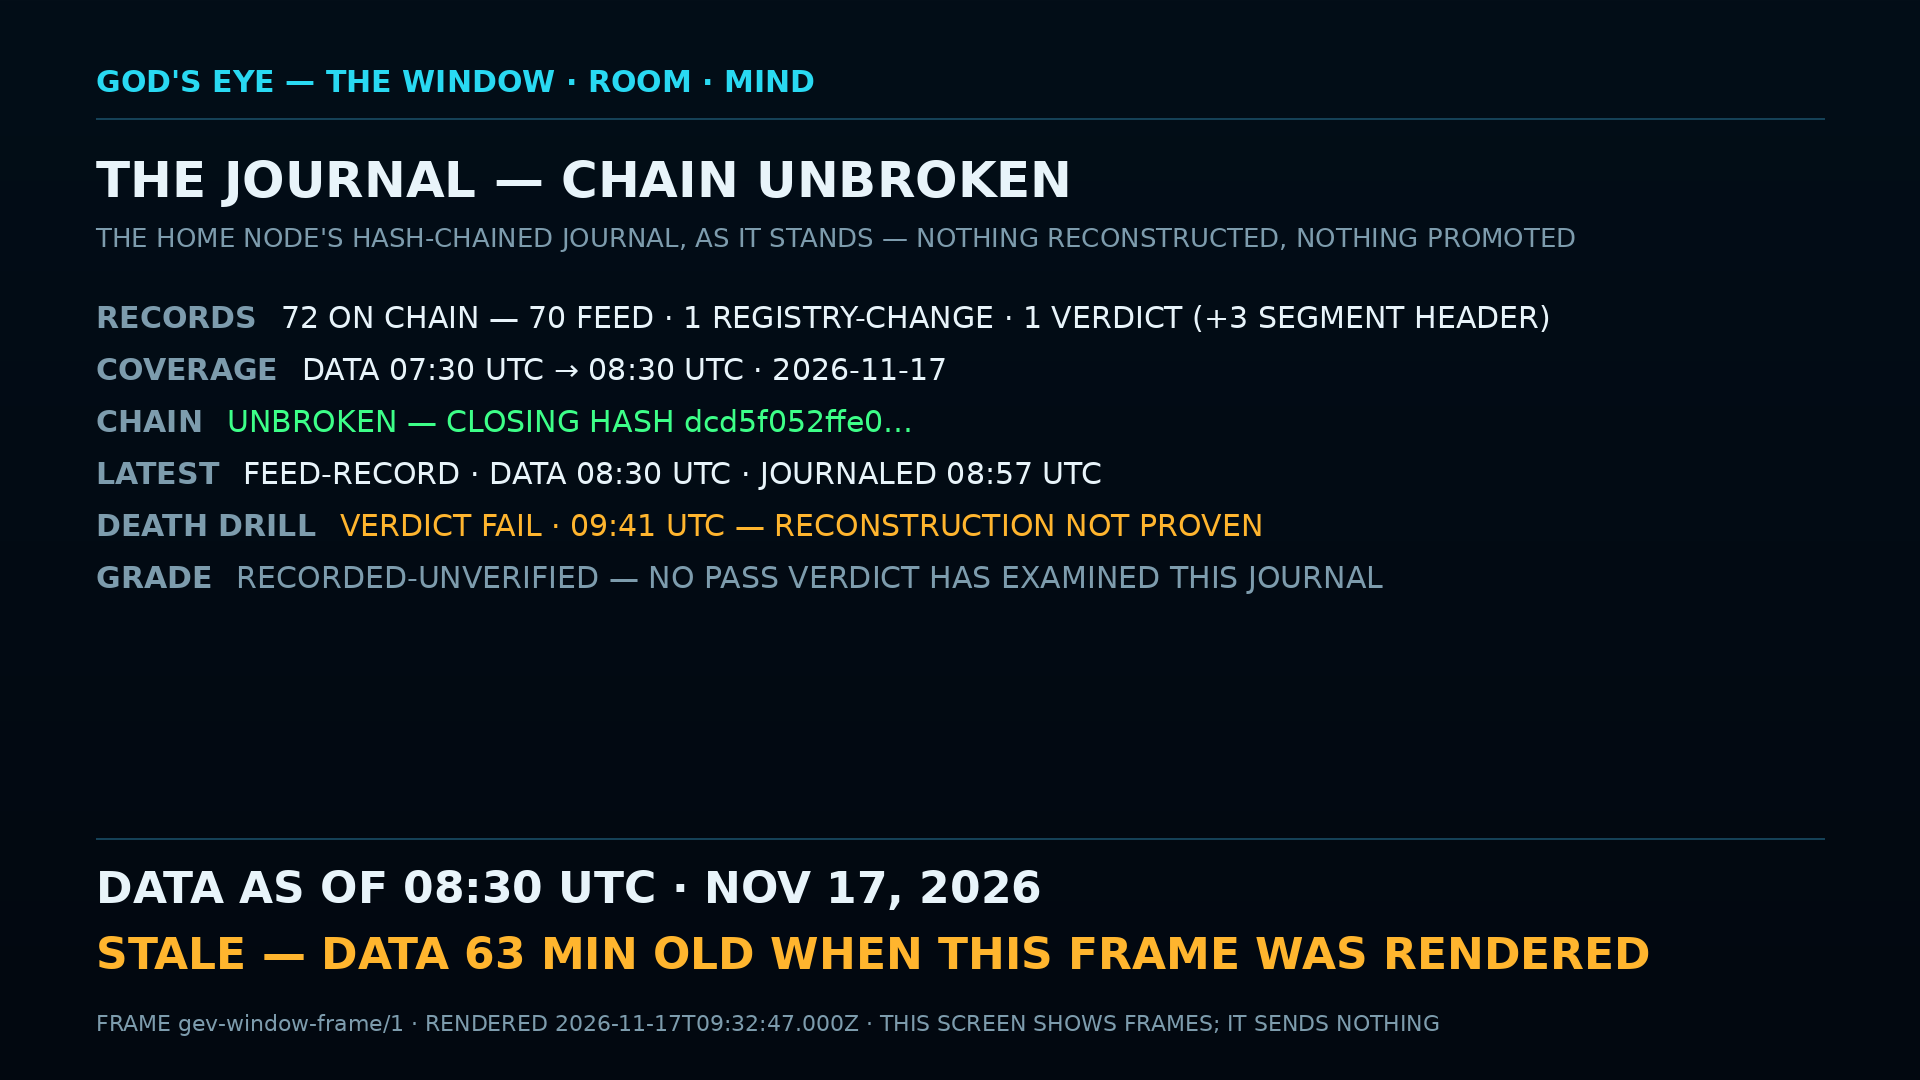 GOD'S EYE — THE WINDOW · ROOM · MIND
THE JOURNAL — CHAIN UNBROKEN
THE HOME NODE'S HASH-CHAINED JOURNAL, AS IT STANDS — NOTHING RECONSTRUCTED, NOTHING PROMOTED
RECORDS 72 ON CHAIN — 70 FEED · 1 REGISTRY-CHANGE · 1 VERDICT (+3 SEGMENT HEADER)
COVERAGE DATA 07:30 UTC → 08:30 UTC · 2026-11-17
CHAIN UNBROKEN — CLOSING HASH dcd5f052ffe0…
LATEST FEED-RECORD · DATA 08:30 UTC · JOURNALED 08:57 UTC
DEATH DRILL VERDICT FAIL · 09:41 UTC — RECONSTRUCTION NOT PROVEN
GRADE RECORDED-UNVERIFIED — NO PASS VERDICT HAS EXAMINED THIS JOURNAL
DATA AS OF 08:30 UTC · NOV 17, 2026
STALE — DATA 63 MIN OLD WHEN THIS FRAME WAS RENDERED
FRAME gev-window-frame/1 · RENDERED 2026-11-17T09:32:47.000Z · THIS SCREEN SHOWS FRAMES; IT SENDS NOTHING